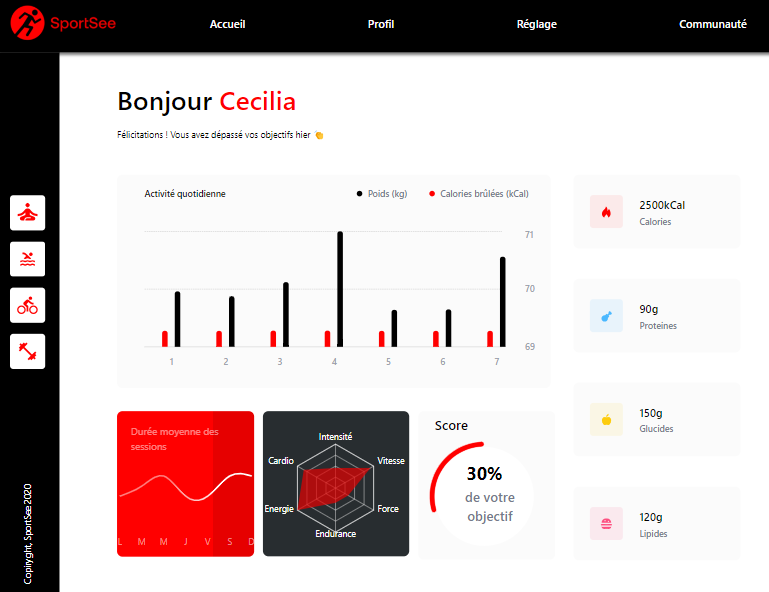 SportSee
Accueil
Profil
Réglage
Communauté
Bonjour Cecilia
Félicitations ! Vous avez dépassé vos objectifs hier 👏
Activité quotidienne
Poids (kg)
Calories brûlées (kCal)
71
70
69
1 2 3 4 5 6 7
2500kCal
Calories
90g
Proteines
150g
Glucides
120g
Lipides
Durée moyenne des
sessions
L M M J V S D
Intensité
Vitesse
Force
Endurance
Energie
Cardio
Score
30%
de votre
objectif
Copiryght, SportSee 2020